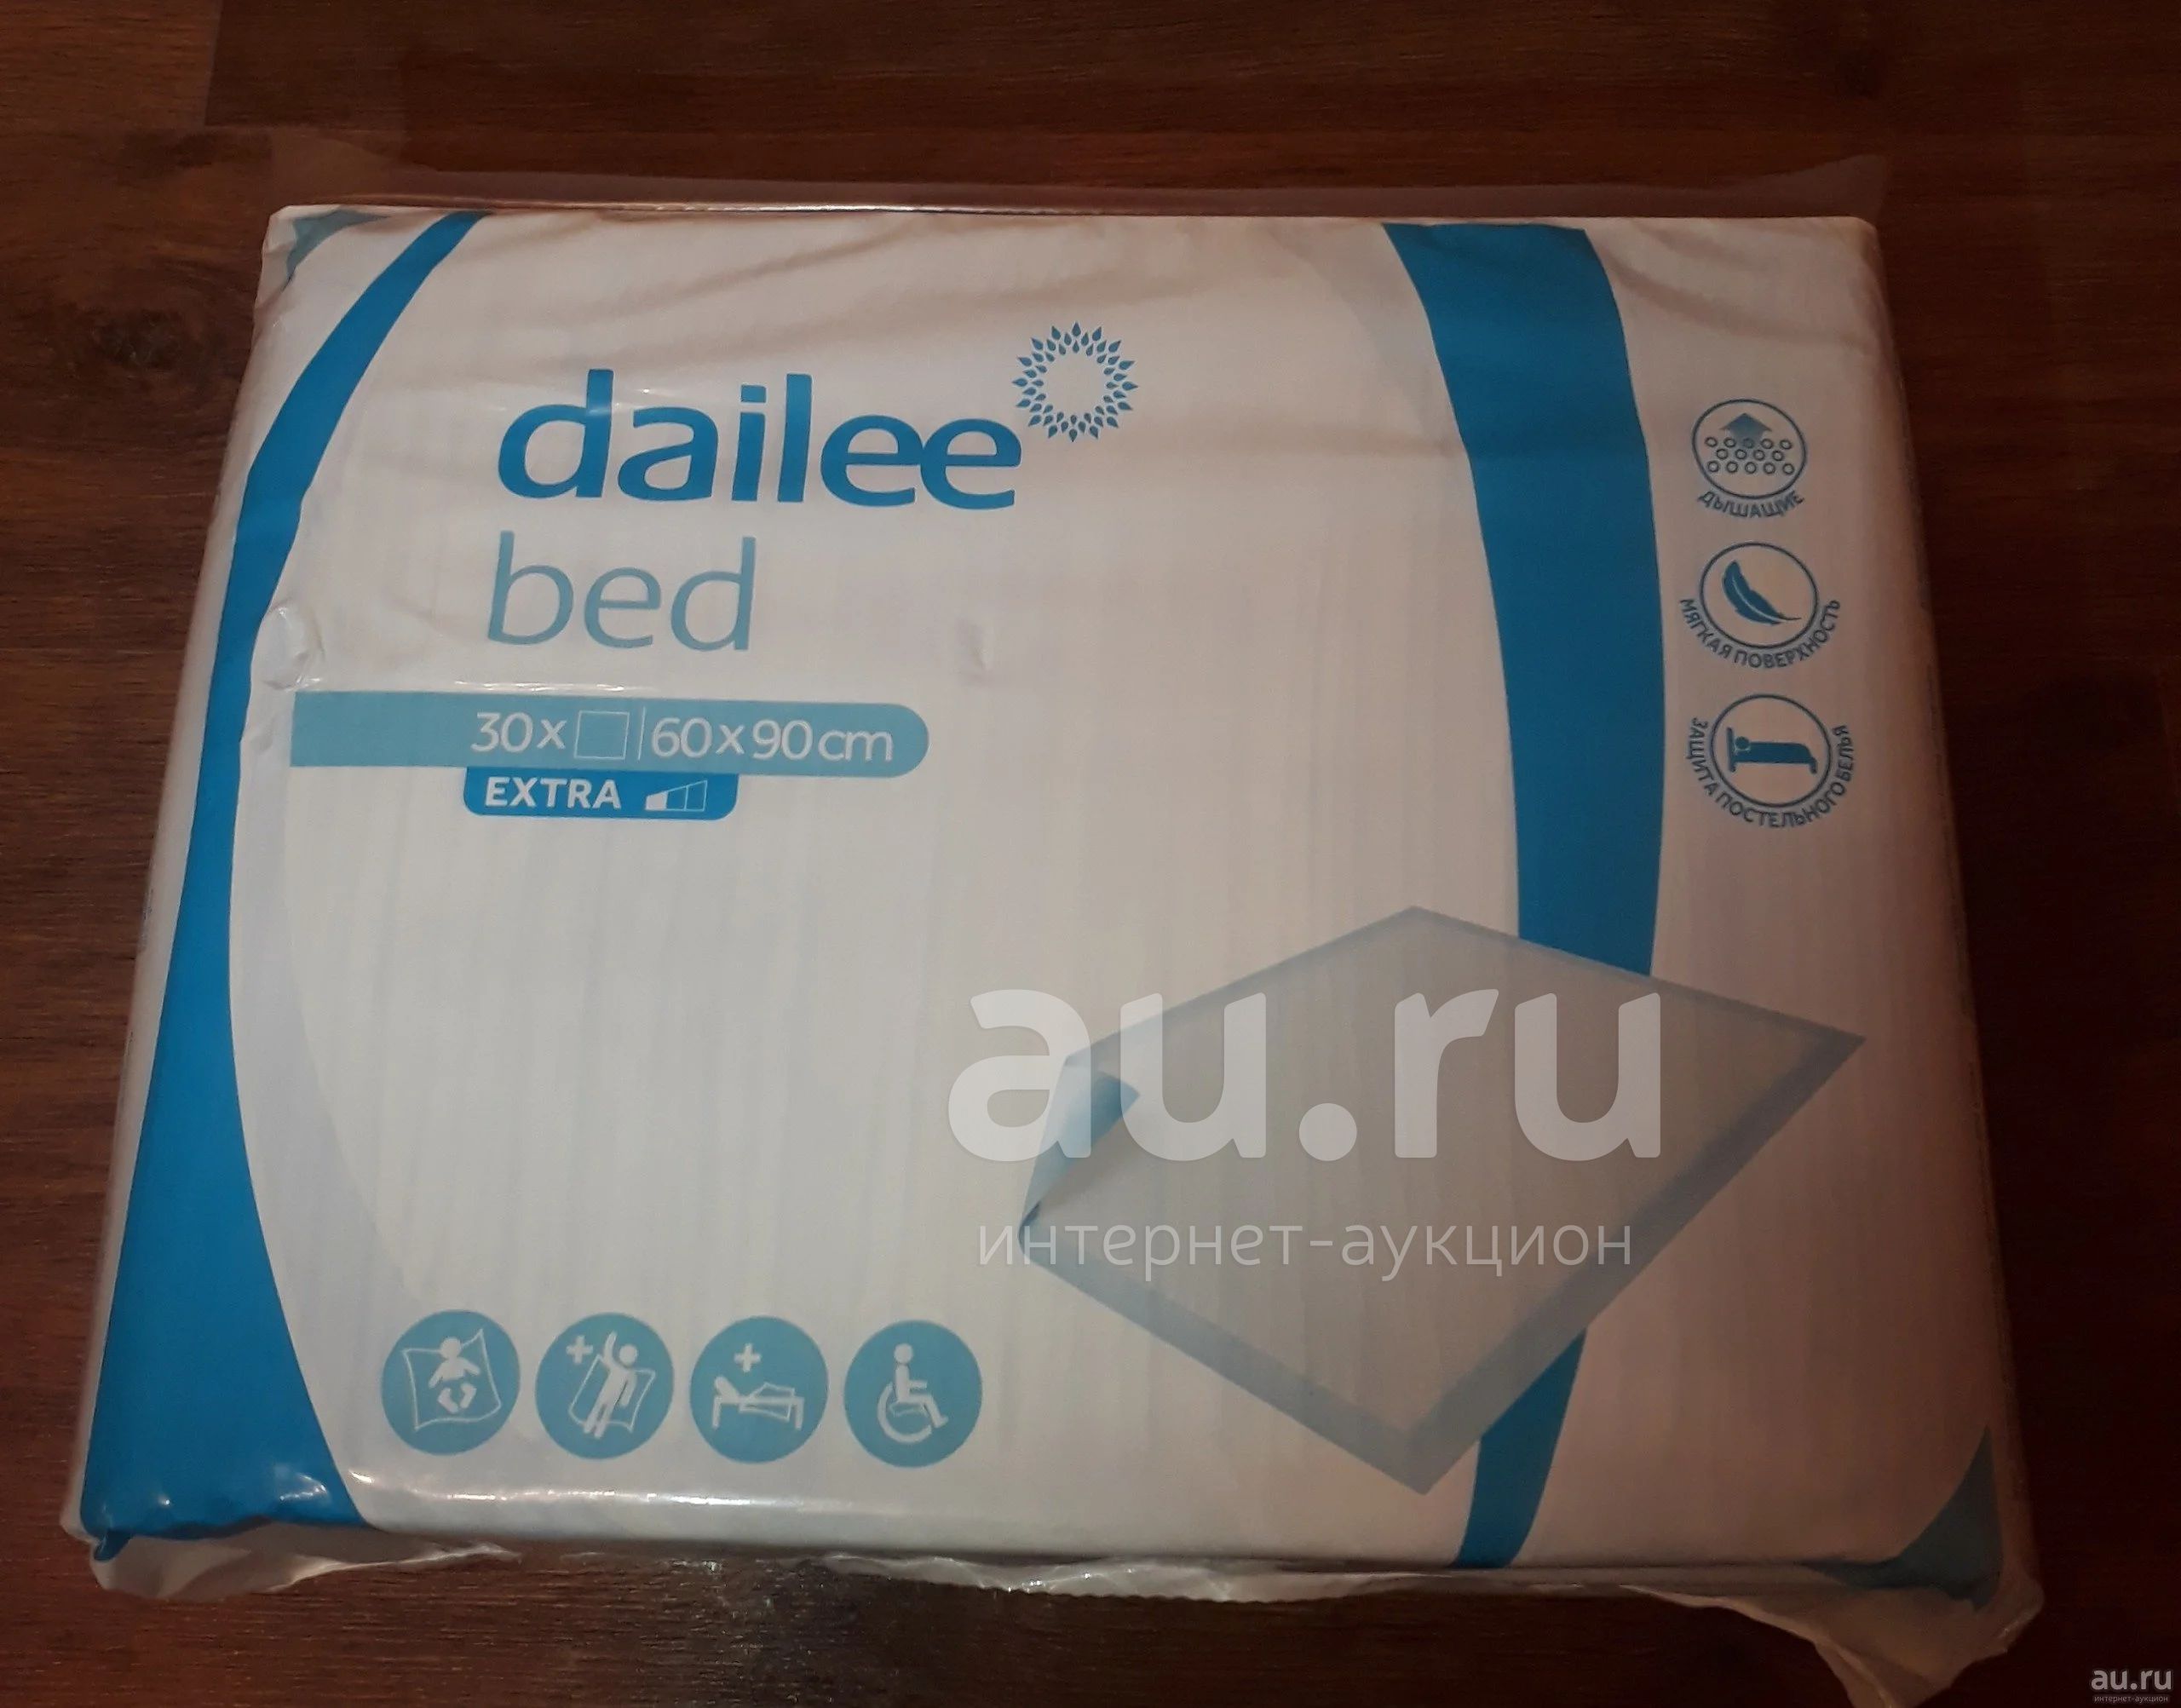 dailee
bed
30x 60x90cm
EXTRA
ДЫШАЩИЕ
МЯГКАЯ ПОВЕРХНОСТЬ
ЗАЩИТА ПОСТЕЛЬНОГО БЕЛЬЯ
au.ru
интернет-аукцион
au.ru
интернет-аукцион